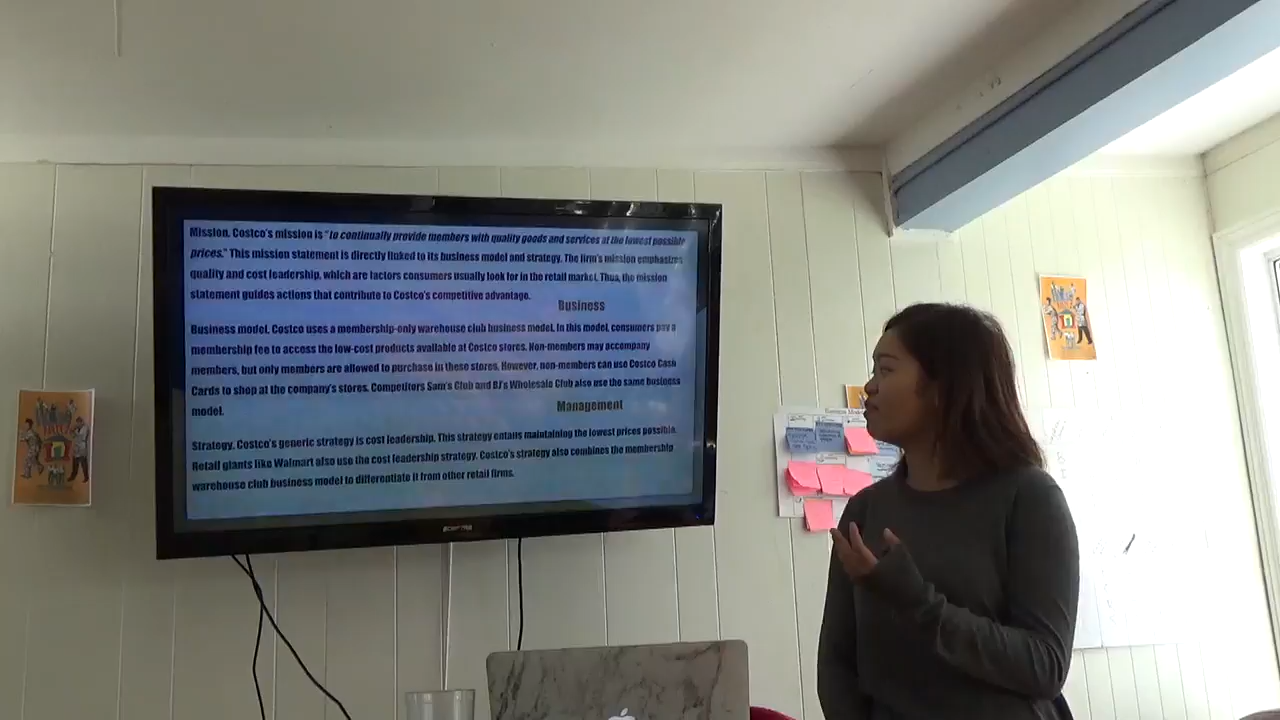 Mission. Costco's mission is "to continually provide members with quality goods and services at the lowest possible
prices." This mission statement is directly linked to its business model and strategy. The firm's mission emphasizes
quality and cost leadership, which are factors consumers usually look for in the retail market. Thus, the mission
statement guides actions that contribute to Costco's competitive advantage.
Business
Business model. Costco uses a membership-only warehouse club business model. In this model, consumers pay a
membership fee to access the low-cost products available at Costco stores. Non-members may accompany
members, but only members are allowed to purchase in these stores. However, non-members can use Costco Cash
Cards to shop at the company's stores. Competitors Sam's Club and BJ's Wholesale Club also use the same business
model.
Management
Strategy. Costco's generic strategy is cost leadership. This strategy entails maintaining the lowest prices possible.
Retail giants like Walmart also use the cost leadership strategy. Costco's strategy also combines the membership
warehouse club business model to differentiate it from other retail firms.
Business